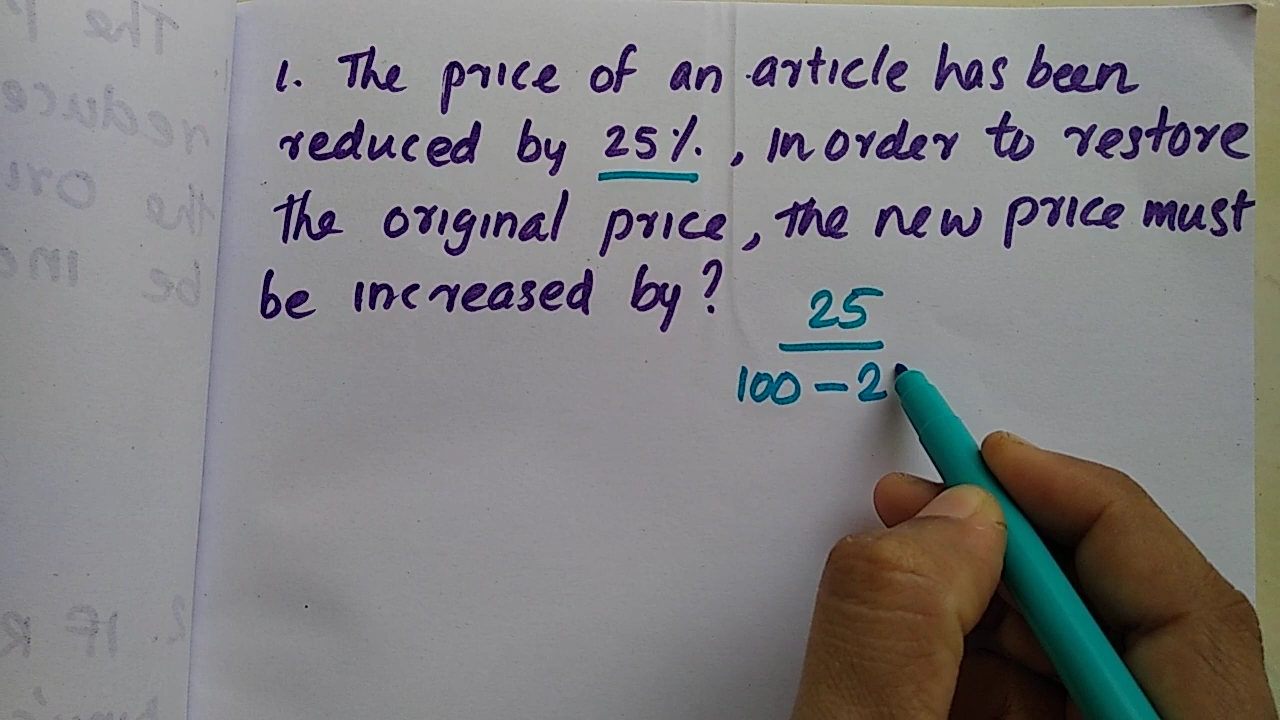 1. The price of an article has been
reduced by 25%, in order to restore
the original price, the new price must
be increased by?
25
100 - 2